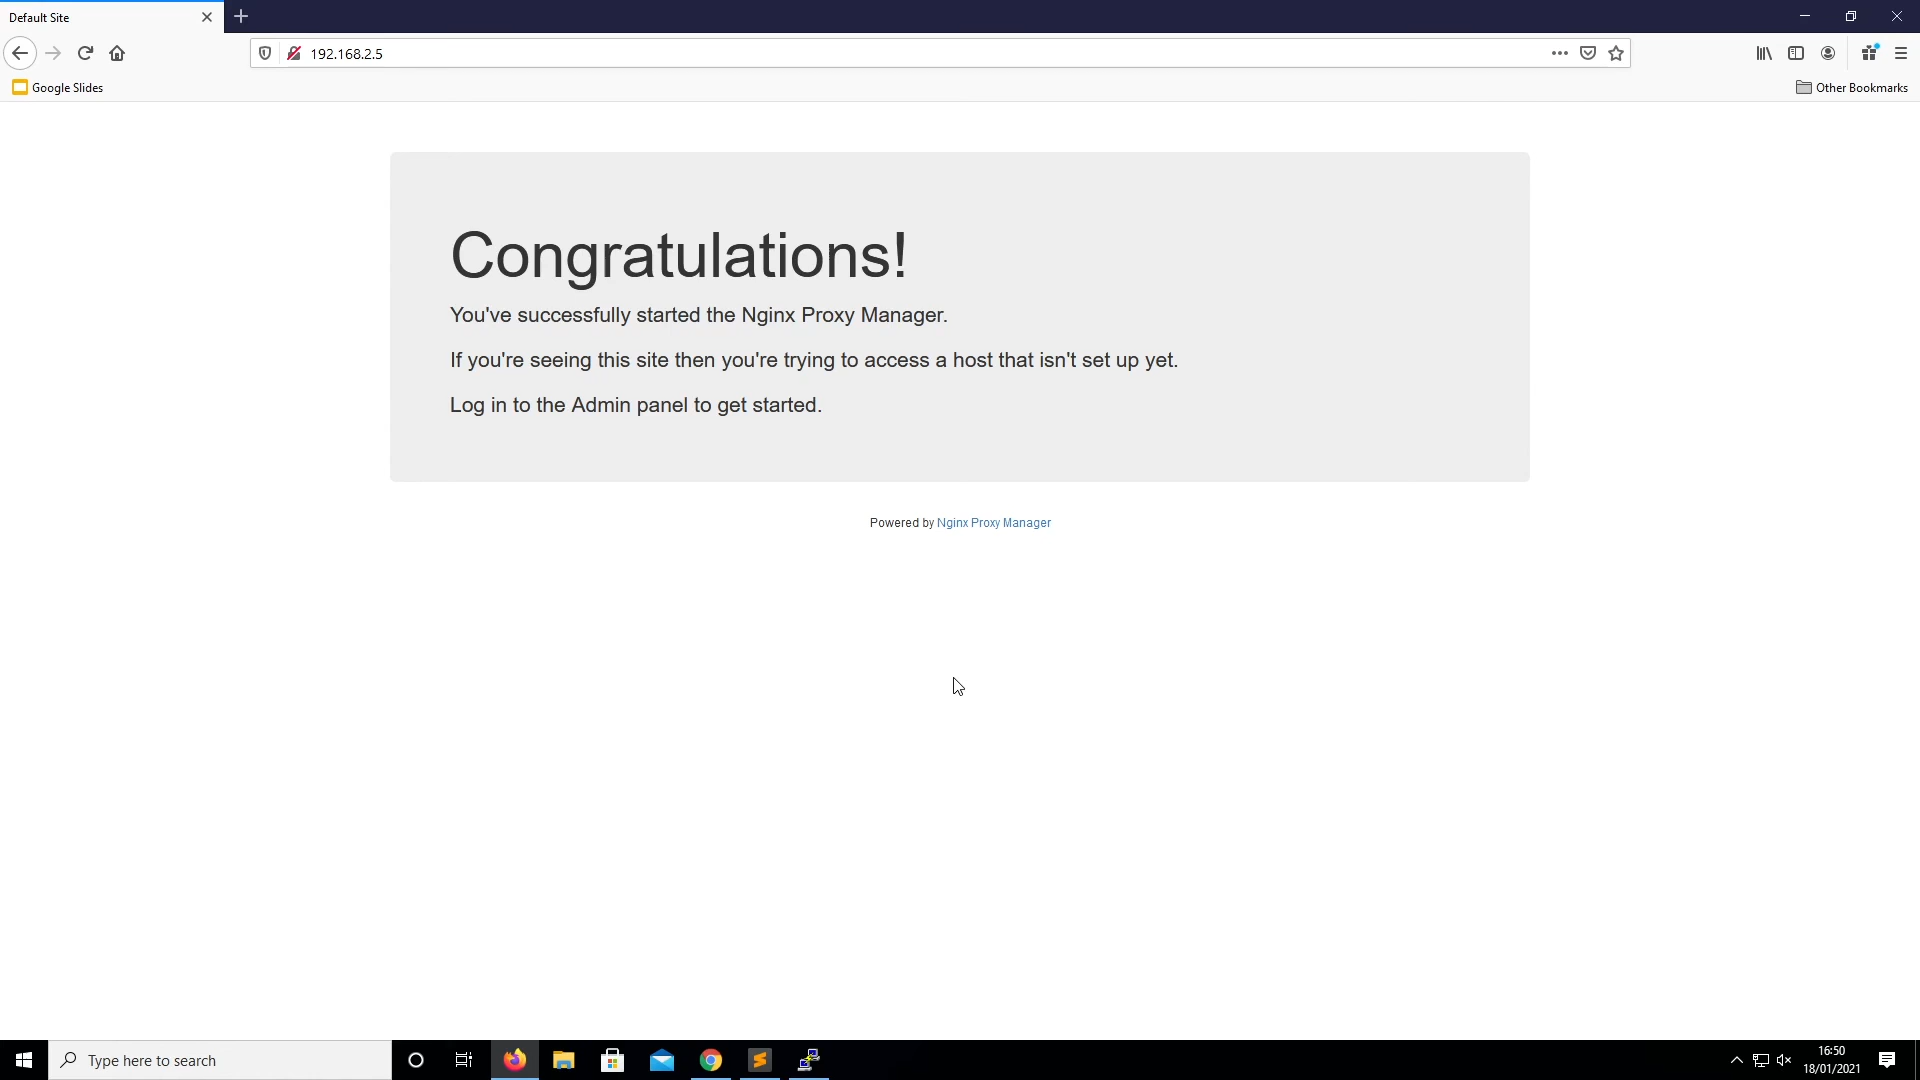 Default Site
192.168.2.5
Google Slides
Other Bookmarks
Congratulations!
You've successfully started the Nginx Proxy Manager.
If you're seeing this site then you're trying to access a host that isn't set up yet.
Log in to the Admin panel to get started.
Powered by Nginx Proxy Manager
Type here to search
16:50
18/01/2021